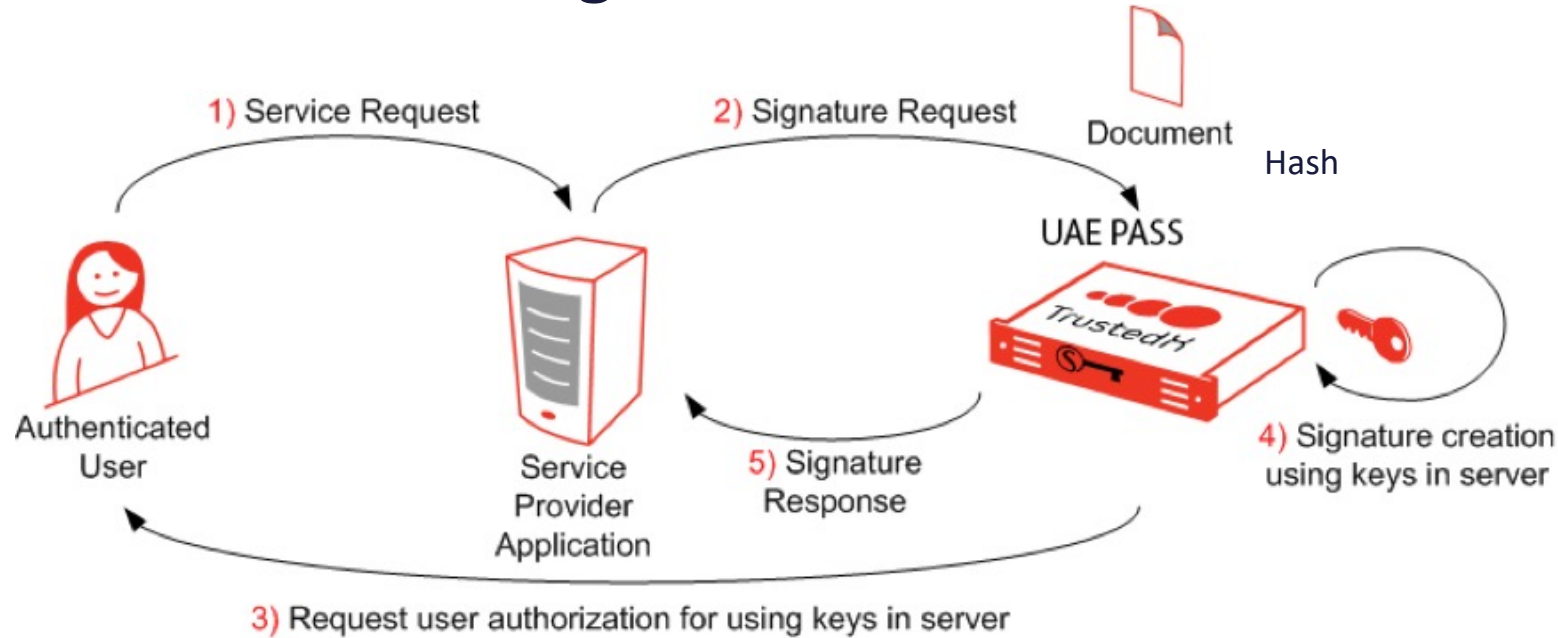 g
1) Service Request
2) Signature Request
Document
Hash
UAE PASS
TrustedX
S
Authenticated
User
Service
Provider
Application
5) Signature
Response
4) Signature creation
using keys in server
3) Request user authorization for using keys in server